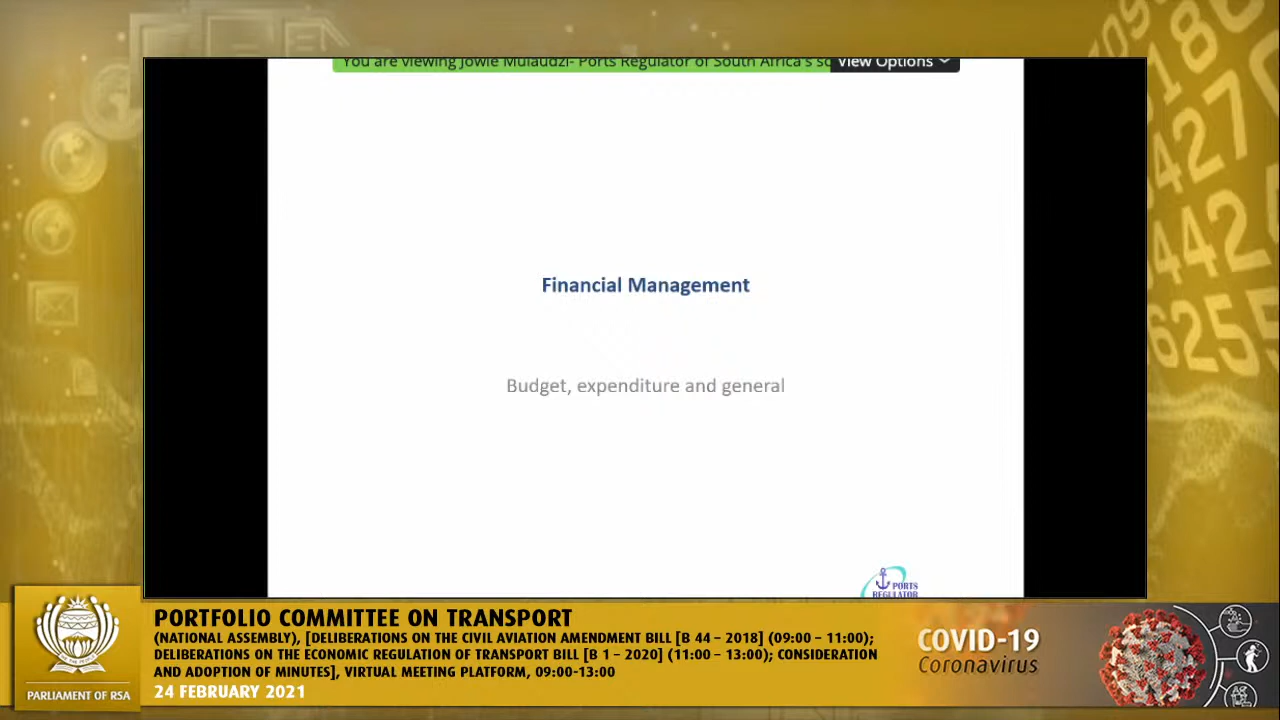 You are viewing Jowie Mulaudzi- Ports Regulator of South Africa's sc
View Options
Financial Management
Budget, expenditure and general
PORTS
REGULATOR
PORTFOLIO COMMITTEE ON TRANSPORT
(NATIONAL ASSEMBLY), [DELIBERATIONS ON THE CIVIL AVIATION AMENDMENT BILL [B 44 – 2018] (09:00 – 11:00);
DELIBERATIONS ON THE ECONOMIC REGULATION OF TRANSPORT BILL [B 1 – 2020] (11:00 – 13:00); CONSIDERATION
AND ADOPTION OF MINUTES], VIRTUAL MEETING PLATFORM, 09:00-13:00
24 FEBRUARY 2021
PARLIAMENT OF RSA
COVID-19
Coronavirus